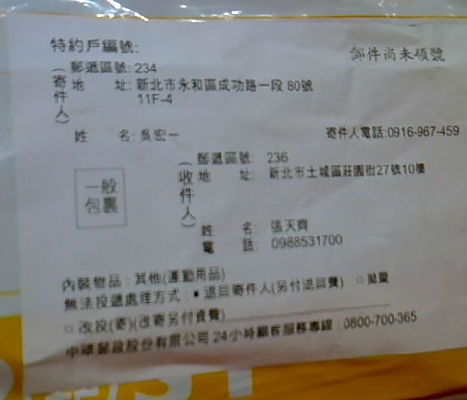 特約戶編號:
郵件尚未領號
(寄件人)
郵遞區號: 234
地 址: 新北市永和區成功路一段 80號
11F-4
姓 名: 吳宏一
寄件人電話:0916-967-459
一般
包裹
(收件人)
郵遞區號: 236
地 址: 新北市土城區莊園街27號10樓
姓 名: 張天齊
電 話: 0988531700
內裝物品:其他(運動用品)
無法投遞處理方式:●退回寄件人(另付退回費) ○拋棄
○改投(寄)(改寄另付資費)
中華郵政股份有限公司 24小時顧客服務專線:0800-700-365